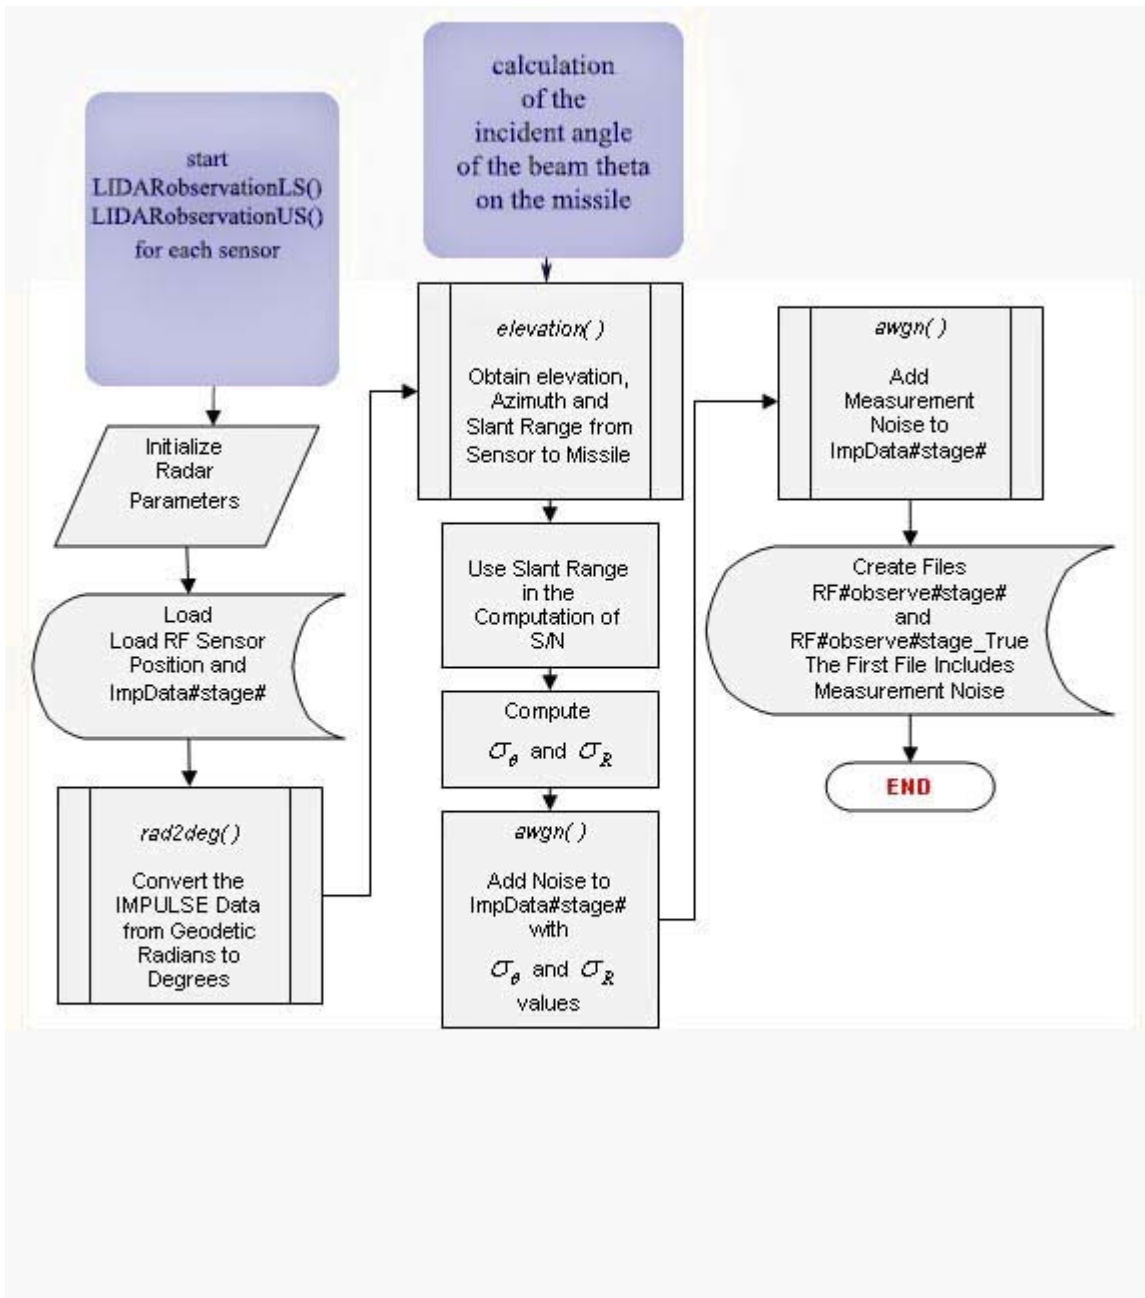 start
LIDARobservationLS()
LIDARobservationUS()
for each sensor
Initialize
Radar
Parameters
Load
Load RF Sensor
Position and
ImpData#stage#
rad2deg( )
Convert the
IMPULSE Data
from Geodetic
Radians to
Degrees
calculation
of the
incident angle
of the beam theta
on the missile
elevation( )
Obtain elevation,
Azimuth and
Slant Range from
Sensor to Missile
Use Slant Range
in the
Computation of
S/N
Compute
σθ and σR
awgn( )
Add Noise to
ImpData#stage#
with
σθ and σR
values
awgn( )
Add
Measurement
Noise to
ImpData#stage#
Create Files
RF#observe#stage#
and
RF#observe#stage_True
The First File Includes
Measurement Noise
END